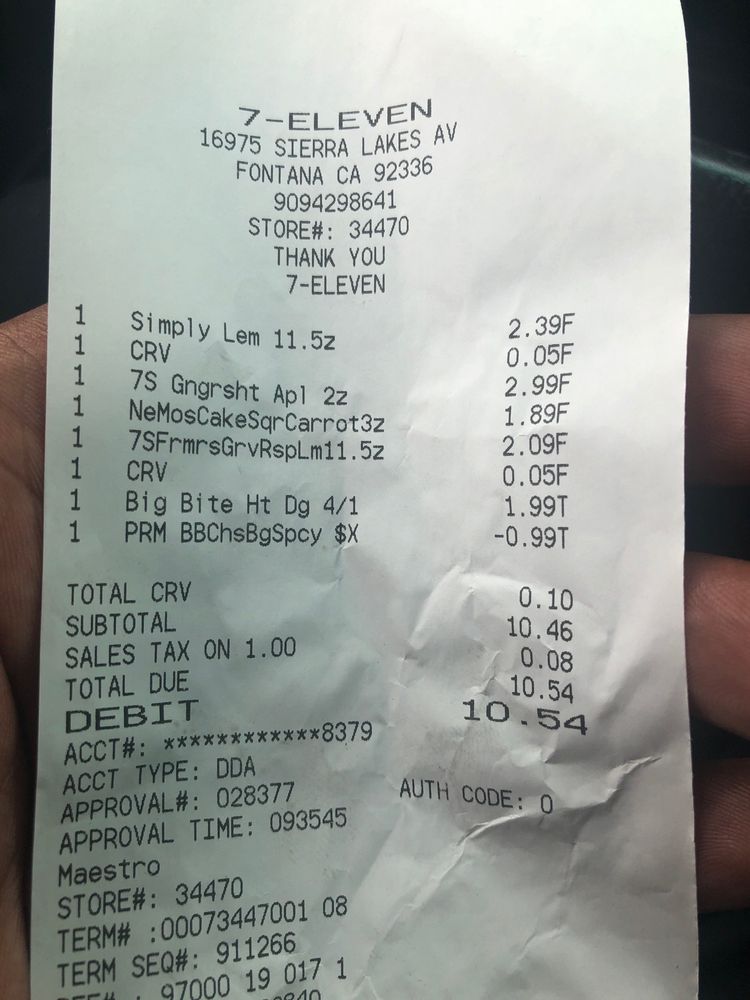 7-ELEVEN
16975 SIERRA LAKES AV
FONTANA CA 92336
9094298641
STORE#: 34470
THANK YOU
7-ELEVEN
1 Simply Lem 11.5z 2.39F
1 CRV 0.05F
1 7S Gngrsht Apl 2z 2.99F
1 NeMosCakeSqrCarrot3z 1.89F
1 7SFrmrsGrvRspLm11.5z 2.09F
1 CRV 0.05F
1 Big Bite Ht Dg 4/1 1.99T
1 PRM BBChsBgSpcy $X -0.99T
TOTAL CRV 0.10
SUBTOTAL 10.46
SALES TAX ON 1.00 0.08
TOTAL DUE 10.54
DEBIT 10.54
ACCT#: ************8379
ACCT TYPE: DDA
APPROVAL#: 028377 AUTH CODE: 0
APPROVAL TIME: 093545
Maestro
STORE#: 34470
TERM# :00073447001 08
TERM SEQ#: 911266
97000 19 017 1